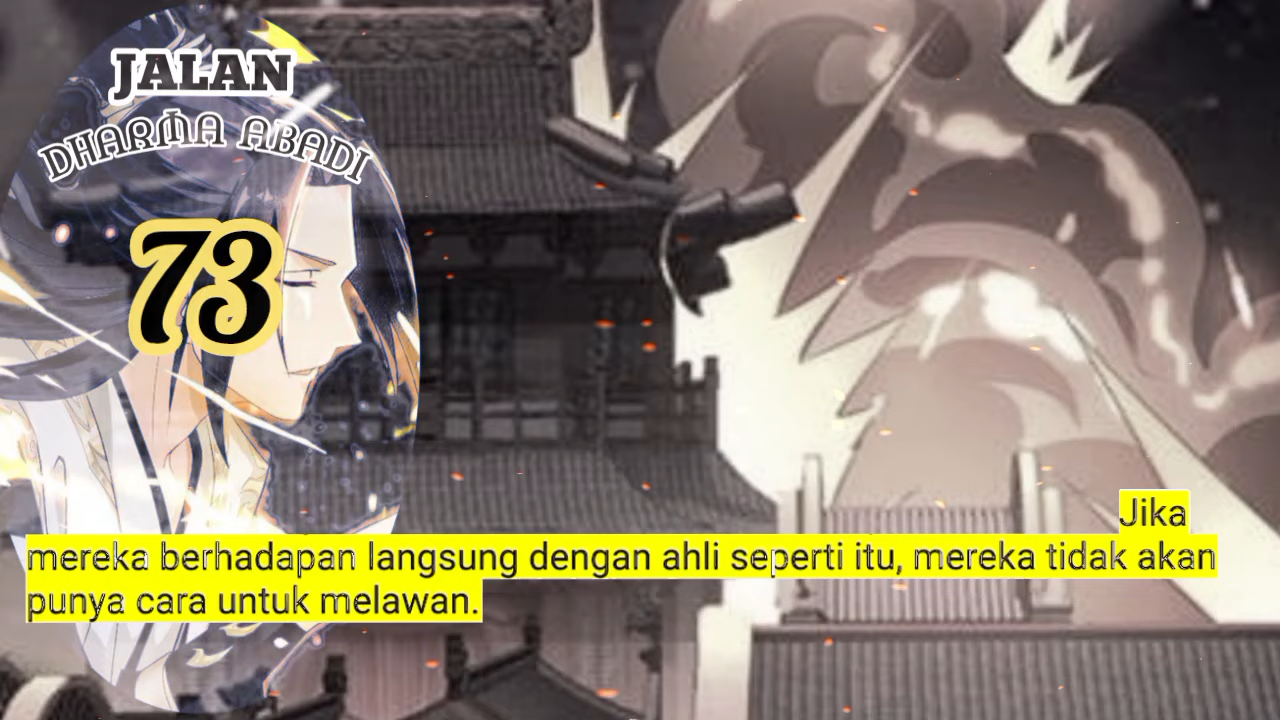 JALAN
DHARMA ABADI
73
Jika
mereka berhadapan langsung dengan ahli seperti itu, mereka tidak akan
punya cara untuk melawan.